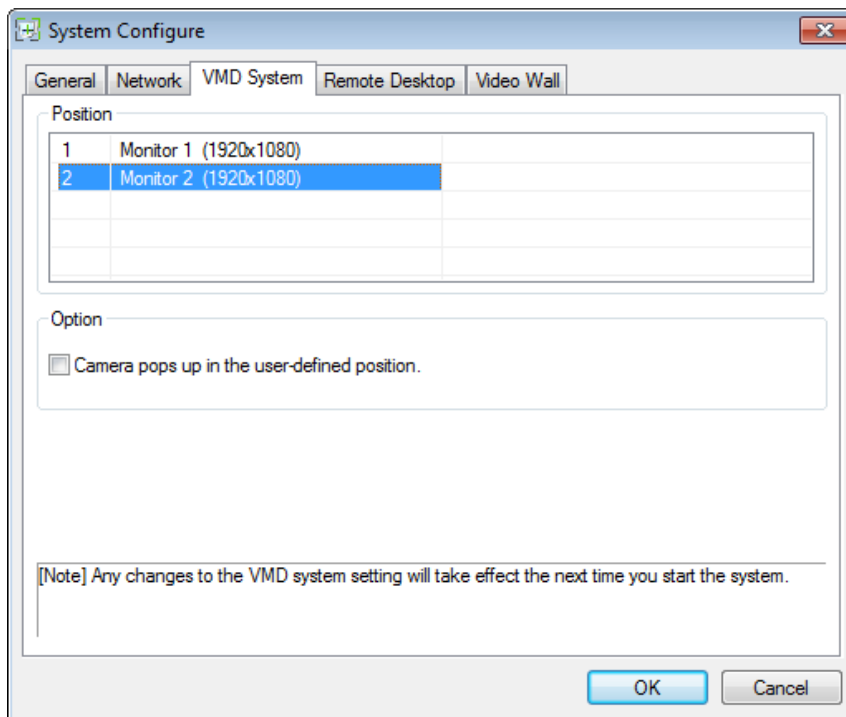 System Configure
General Network VMD System Remote Desktop Video Wall
Position
1 Monitor 1 (1920x1080)
2 Monitor 2 (1920x1080)
Option
Camera pops up in the user-defined position.
[Note] Any changes to the VMD system setting will take effect the next time you start the system.
OK Cancel